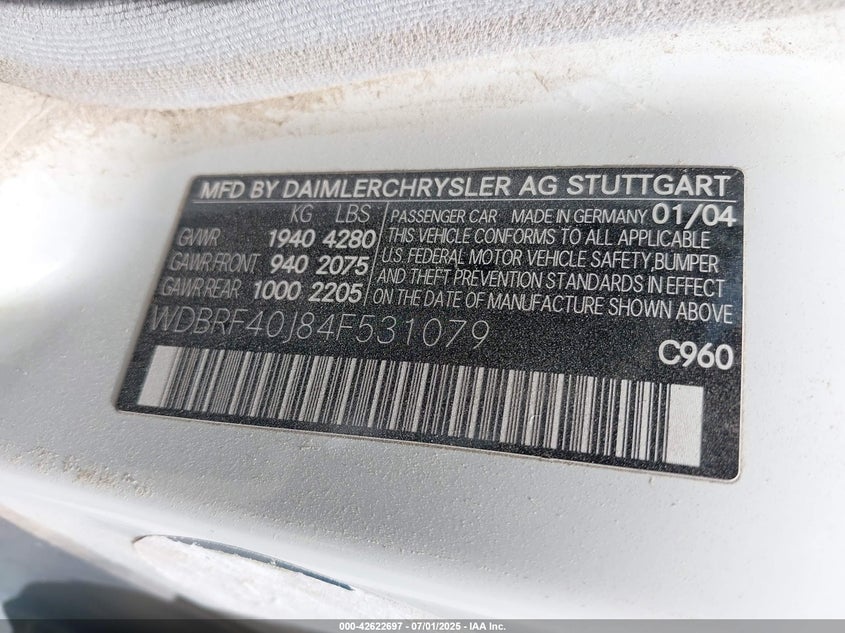 MFD BY DAIMLERCHRYSLER AG STUTTGART
KG LBS
GVWR 1940 4280
GAWR FRONT 940 2075
GAWR REAR 1000 2205
PASSENGER CAR MADE IN GERMANY 01/04
THIS VEHICLE CONFORMS TO ALL APPLICABLE
U.S. FEDERAL MOTOR VEHICLE SAFETY, BUMPER
AND THEFT PREVENTION STANDARDS IN EFFECT
ON THE DATE OF MANUFACTURE SHOWN ABOVE
WDBRF40J84F531079
C960
000-42622697 - 07/01/2025 - IAA Inc.